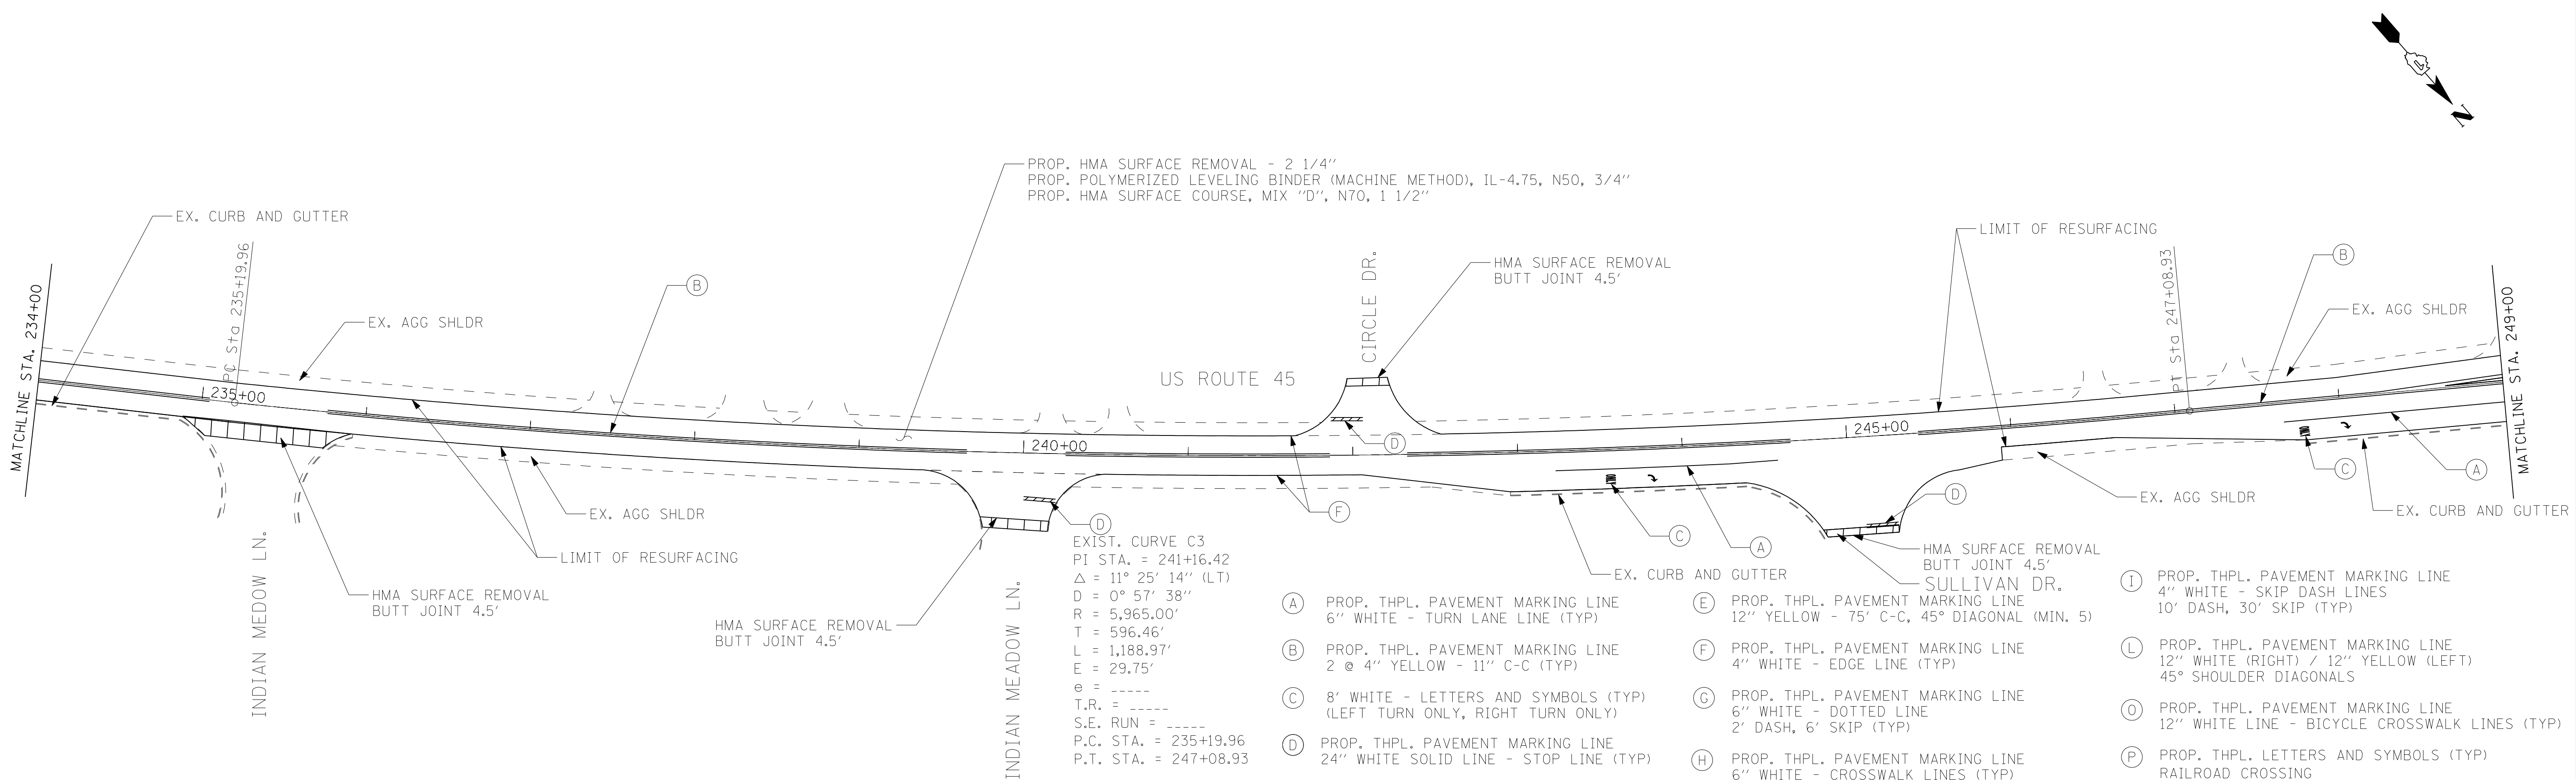 N
PROP. HMA SURFACE REMOVAL - 2 1/4"
PROP. POLYMERIZED LEVELING BINDER (MACHINE METHOD), IL-4.75, N50, 3/4"
PROP. HMA SURFACE COURSE, MIX "D", N70, 1 1/2"
EX. CURB AND GUTTER
LIMIT OF RESURFACING
MATCHLINE STA. 234+00
PC Sta 235+19.96
B
EX. AGG SHLDR
CIRCLE DR.
HMA SURFACE REMOVAL
BUTT JOINT 4.5'
PT Sta 247+08.93
B
EX. AGG SHLDR
MATCHLINE STA. 249+00
US ROUTE 45
235+00
240+00
245+00
D
INDIAN MEDOW LN.
HMA SURFACE REMOVAL
BUTT JOINT 4.5'
LIMIT OF RESURFACING
EX. AGG SHLDR
HMA SURFACE REMOVAL
BUTT JOINT 4.5'
INDIAN MEADOW LN.
D
F
C
A
EX. CURB AND GUTTER
D
HMA SURFACE REMOVAL
BUTT JOINT 4.5'
SULLIVAN DR.
EX. AGG SHLDR
C
A
EX. CURB AND GUTTER
EXIST. CURVE C3
PI STA. = 241+16.42
△ = 11° 25' 14" (LT)
D = 0° 57' 38"
R = 5,965.00'
T = 596.46'
L = 1,188.97'
E = 29.75'
e = _____
T.R. = _____
S.E. RUN = _____
P.C. STA. = 235+19.96
P.T. STA. = 247+08.93
A PROP. THPL. PAVEMENT MARKING LINE
6" WHITE - TURN LANE LINE (TYP)
B PROP. THPL. PAVEMENT MARKING LINE
2 @ 4" YELLOW - 11" C-C (TYP)
C 8' WHITE - LETTERS AND SYMBOLS (TYP)
(LEFT TURN ONLY, RIGHT TURN ONLY)
D PROP. THPL. PAVEMENT MARKING LINE
24" WHITE SOLID LINE - STOP LINE (TYP)
E PROP. THPL. PAVEMENT MARKING LINE
12" YELLOW - 75' C-C, 45° DIAGONAL (MIN. 5)
F PROP. THPL. PAVEMENT MARKING LINE
4" WHITE - EDGE LINE (TYP)
G PROP. THPL. PAVEMENT MARKING LINE
6" WHITE - DOTTED LINE
2' DASH, 6' SKIP (TYP)
H PROP. THPL. PAVEMENT MARKING LINE
6" WHITE - CROSSWALK LINES (TYP)
I PROP. THPL. PAVEMENT MARKING LINE
4" WHITE - SKIP DASH LINES
10' DASH, 30' SKIP (TYP)
L PROP. THPL. PAVEMENT MARKING LINE
12" WHITE (RIGHT) / 12" YELLOW (LEFT)
45° SHOULDER DIAGONALS
O PROP. THPL. PAVEMENT MARKING LINE
12" WHITE LINE - BICYCLE CROSSWALK LINES (TYP)
P PROP. THPL. LETTERS AND SYMBOLS (TYP)
RAILROAD CROSSING